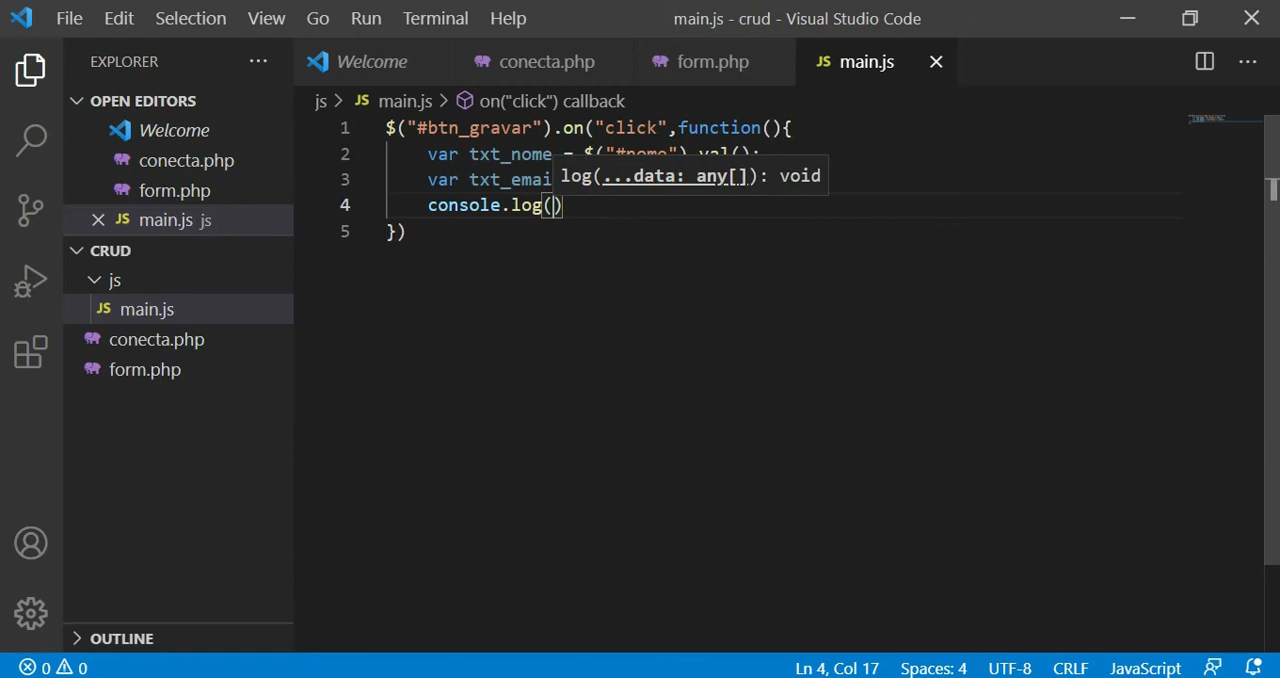 File Edit Selection View Go Run Terminal Help main.js - crud - Visual Studio Code
EXPLORER ···
Welcome conecta.php form.php JS main.js
OPEN EDITORS
Welcome
conecta.php
form.php
JS main.js js
CRUD
js
JS main.js
conecta.php
form.php
OUTLINE
js > JS main.js > on("click") callback
1 $("#btn_gravar").on("click",function(){
2 var txt_nome = $("#nome").val();
3 var txt_emai
log(...data: any[]): void
4 console.log()
5 })
0 0 Ln 4, Col 17 Spaces: 4 UTF-8 CRLF JavaScript